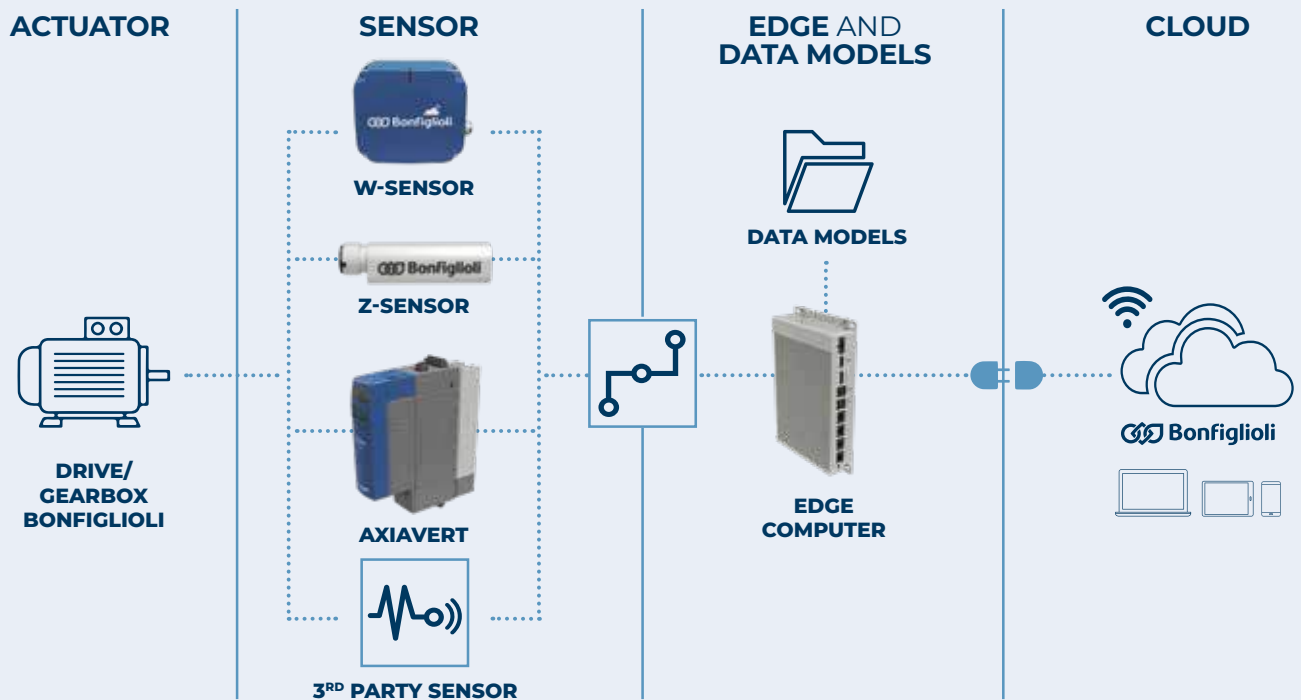 ACTUATOR
DRIVE/
GEARBOX
BONFIGLIOLI
SENSOR
Bonfiglioli
W-SENSOR
Bonfiglioli
Z-SENSOR
AXIAVERT
3RD PARTY SENSOR
EDGE AND
DATA MODELS
DATA MODELS
EDGE
COMPUTER
CLOUD
Bonfiglioli